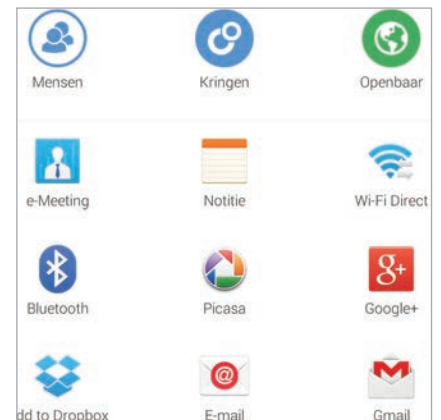 Mensen
Kringen
Openbaar
e-Meeting
Notitie
Wi-Fi Direct
Bluetooth
Picasa
g+
Google+
dd to Dropbox
@
E-mail
Gmail